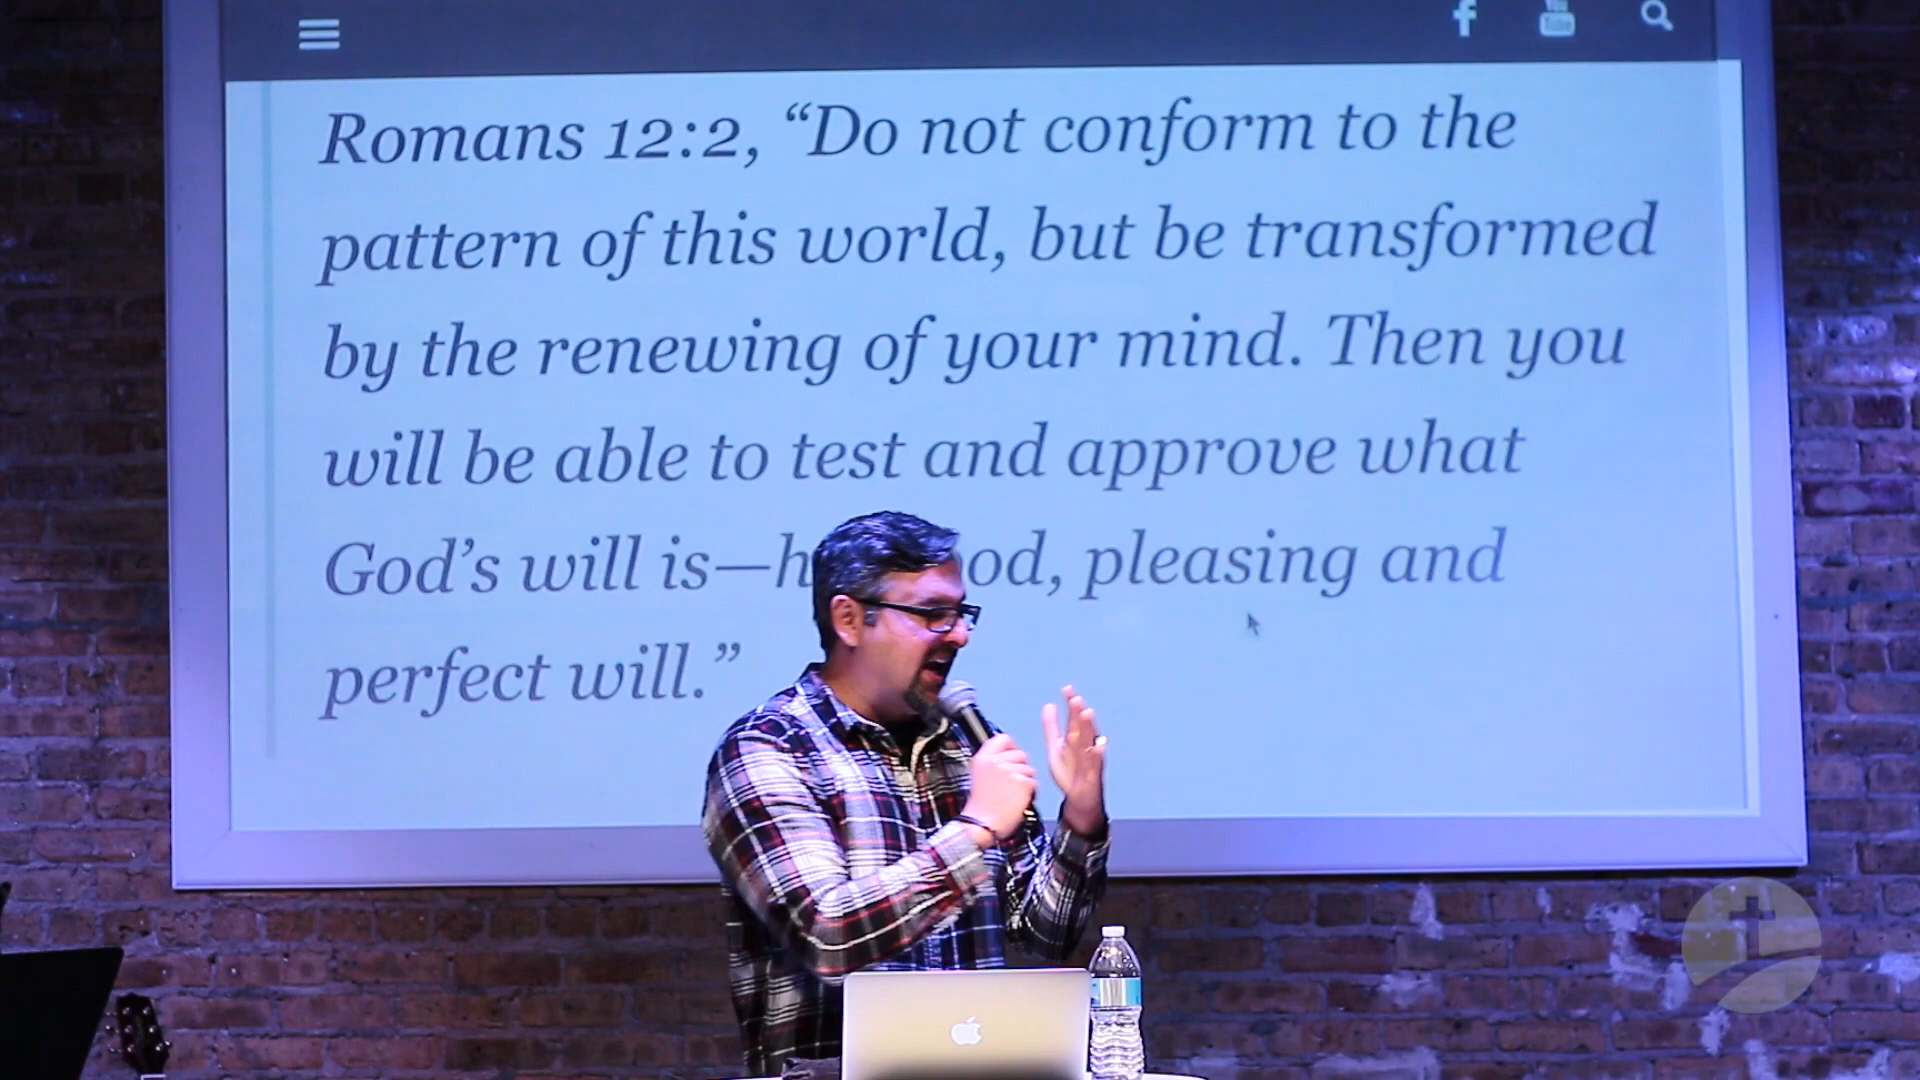 Romans 12:2, “Do not conform to the
pattern of this world, but be transformed
by the renewing of your mind. Then you
will be able to test and approve what
God’s will is—h od, pleasing and
perfect will.”